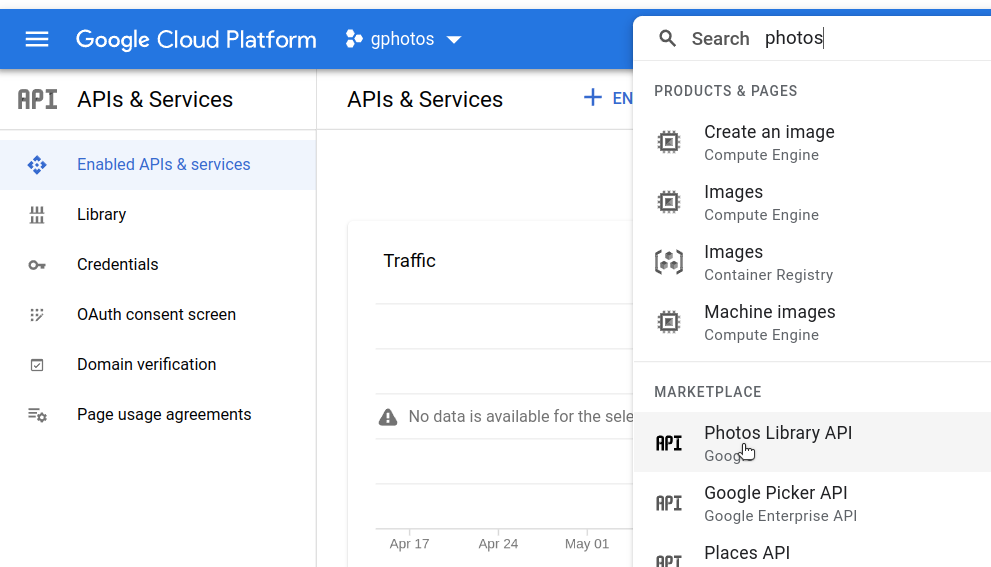 Google Cloud Platform
gphotos
Search photos
API APIs & Services
APIs & Services
EN
Enabled APIs & services
Library
Credentials
OAuth consent screen
Domain verification
Page usage agreements
Traffic
No data is available for the sele
Apr 17 Apr 24 May 01
PRODUCTS & PAGES
Create an image
Compute Engine
Images
Compute Engine
Images
Container Registry
Machine images
Compute Engine
MARKETPLACE
API Photos Library API
Google
API Google Picker API
Google Enterprise API
API Places API